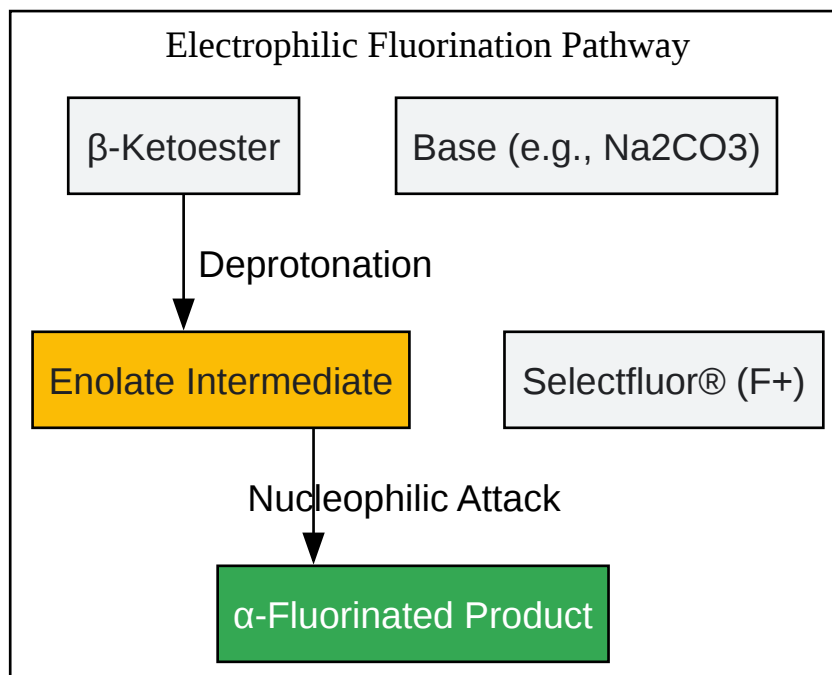 Electrophilic Fluorination Pathway
β-Ketoester
Base (e.g., Na2CO3)
Deprotonation
Enolate Intermediate
Selectfluor® (F+)
Nucleophilic Attack
α-Fluorinated Product